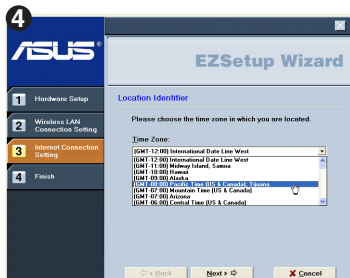 4
ASUS
EZSetup Wizard
1 Hardware Setup
2 Wireless LAN
Connection Setting
3 Internet Connection
Setting
4 Finish
Location Identifier
Please choose the time zone in which you are located.
Time Zone:
(GMT-12:00) International Date Line West
(GMT-12:00) International Date Line West
(GMT-11:00) Midway Island, Samoa
(GMT-10:00) Hawaii
(GMT-09:00) Alaska
(GMT-08:00) Pacific Time (US & Canada); Tijuana
(GMT-07:00) Mountain Time (US & Canada)
(GMT-07:00) Arizona
(GMT-06:00) Central Time (US & Canada)
< Back
Next >
Cancel